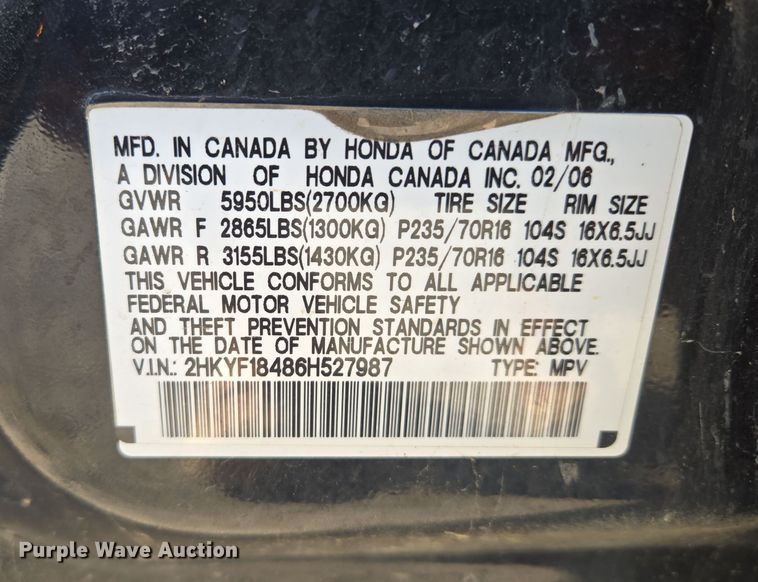 MFD. IN CANADA BY HONDA OF CANADA MFG.,
A DIVISION OF HONDA CANADA INC. 02/06
GVWR 5950LBS(2700KG) TIRE SIZE RIM SIZE
GAWR F 2865LBS(1300KG) P235/70R16 104S 16X6.5JJ
GAWR R 3155LBS(1430KG) P235/70R16 104S 16X6.5JJ
THIS VEHICLE CONFORMS TO ALL APPLICABLE
FEDERAL MOTOR VEHICLE SAFETY
AND THEFT PREVENTION STANDARDS IN EFFECT
ON THE DATE OF MANUFACTURE SHOWN ABOVE.
V.I.N.: 2HKYF18486H527987 TYPE: MPV
Purple Wave Auction